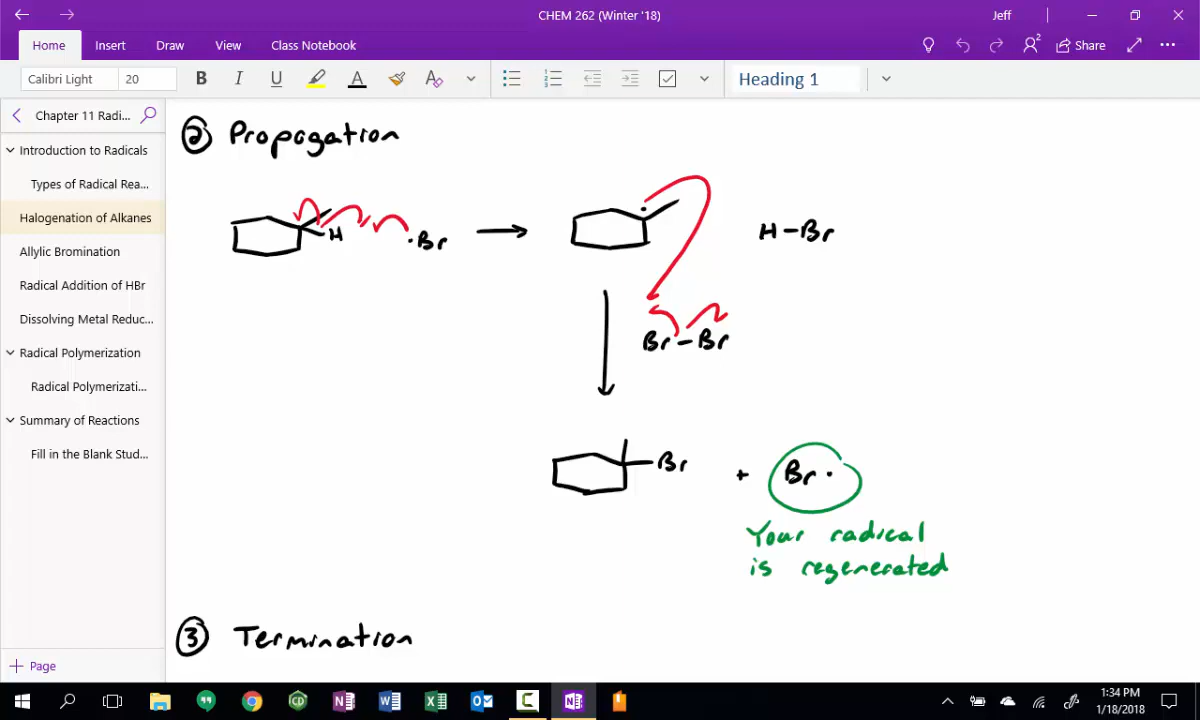 CHEM 262 (Winter '18)
Jeff
Home Insert Draw View Class Notebook
Share
Calibri Light 20 B I U A A Heading 1
Chapter 11 Radi...
Introduction to Radicals
Types of Radical Rea...
Halogenation of Alkanes
Allylic Bromination
Radical Addition of HBr
Dissolving Metal Reduc...
Radical Polymerization
Radical Polymerizati...
Summary of Reactions
Fill in the Blank Stud...
+ Page
② Propagation
H ·Br → · H-Br
Br-Br
Br + Br·
Your radical
is regenerated
③ Termination
1:34 PM
1/18/2018